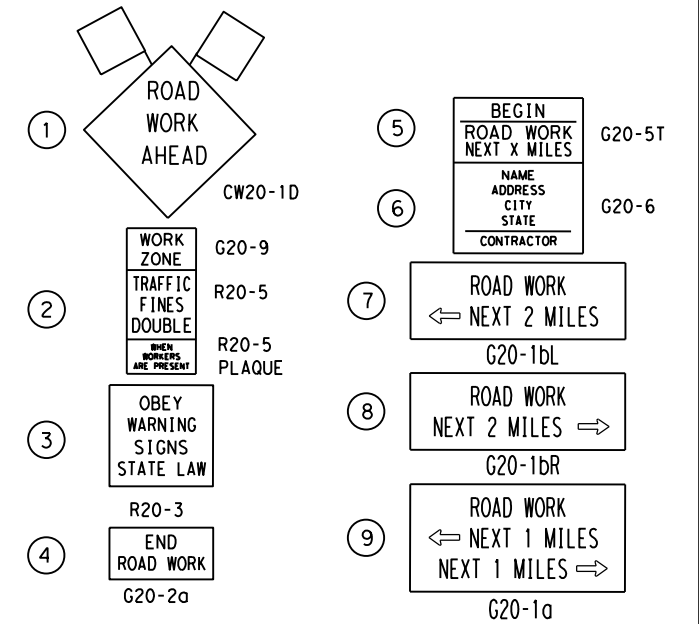 1
ROAD
WORK
AHEAD
CW20-1D
2
WORK
ZONE
G20-9
TRAFFIC
FINES
DOUBLE
R20-5
WHEN
WORKERS
ARE PRESENT
R20-5
PLAQUE
3
OBEY
WARNING
SIGNS
STATE LAW
R20-3
4
END
ROAD WORK
G20-2a
5
BEGIN
ROAD WORK
NEXT X MILES
G20-5T
6
NAME
ADDRESS
CITY
STATE
CONTRACTOR
G20-6
7
ROAD WORK
NEXT 2 MILES
G20-1bL
8
ROAD WORK
NEXT 2 MILES
G20-1bR
9
ROAD WORK
NEXT 1 MILES
NEXT 1 MILES
G20-1a